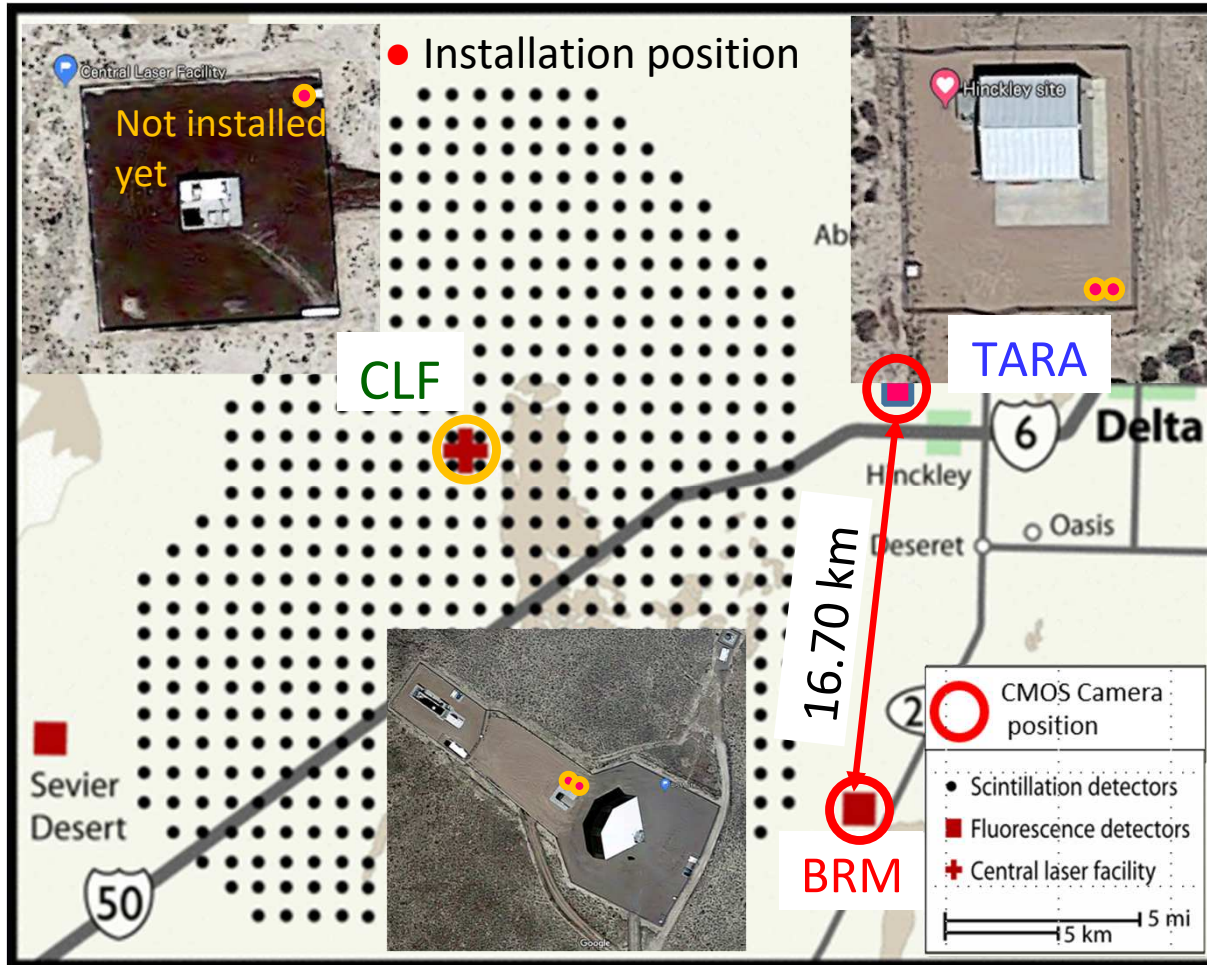 Installation position
Central Laser Facility
Not installed
yet
Hinckley site
Ab
CLF
TARA
6
Delta
Hinckley
Oasis
Deseret
16.70 km
2
CMOS Camera
position
Scintillation detectors
Fluorescence detectors
Central laser facility
5 mi
5 km
Sevier
Desert
BRM
50
Google